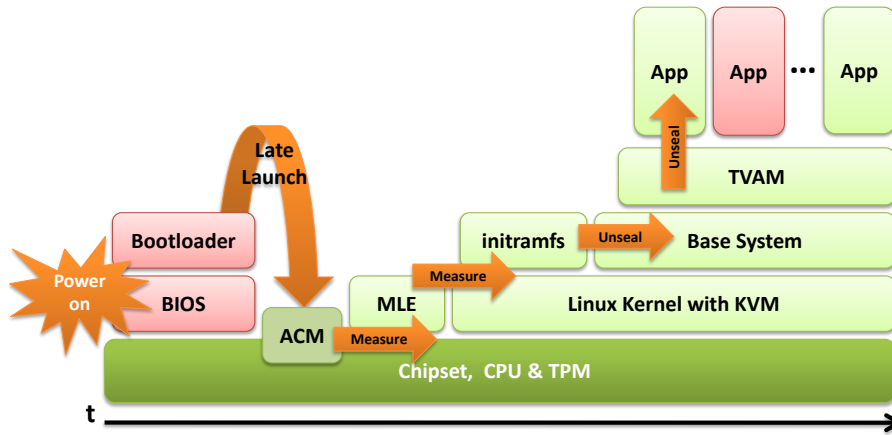 App
App
...
App
Unseal
Late
Launch
TVAM
Bootloader
initramfs
Unseal
Base System
Power
on
BIOS
Measure
MLE
Linux Kernel with KVM
ACM
Measure
Chipset, CPU & TPM
t